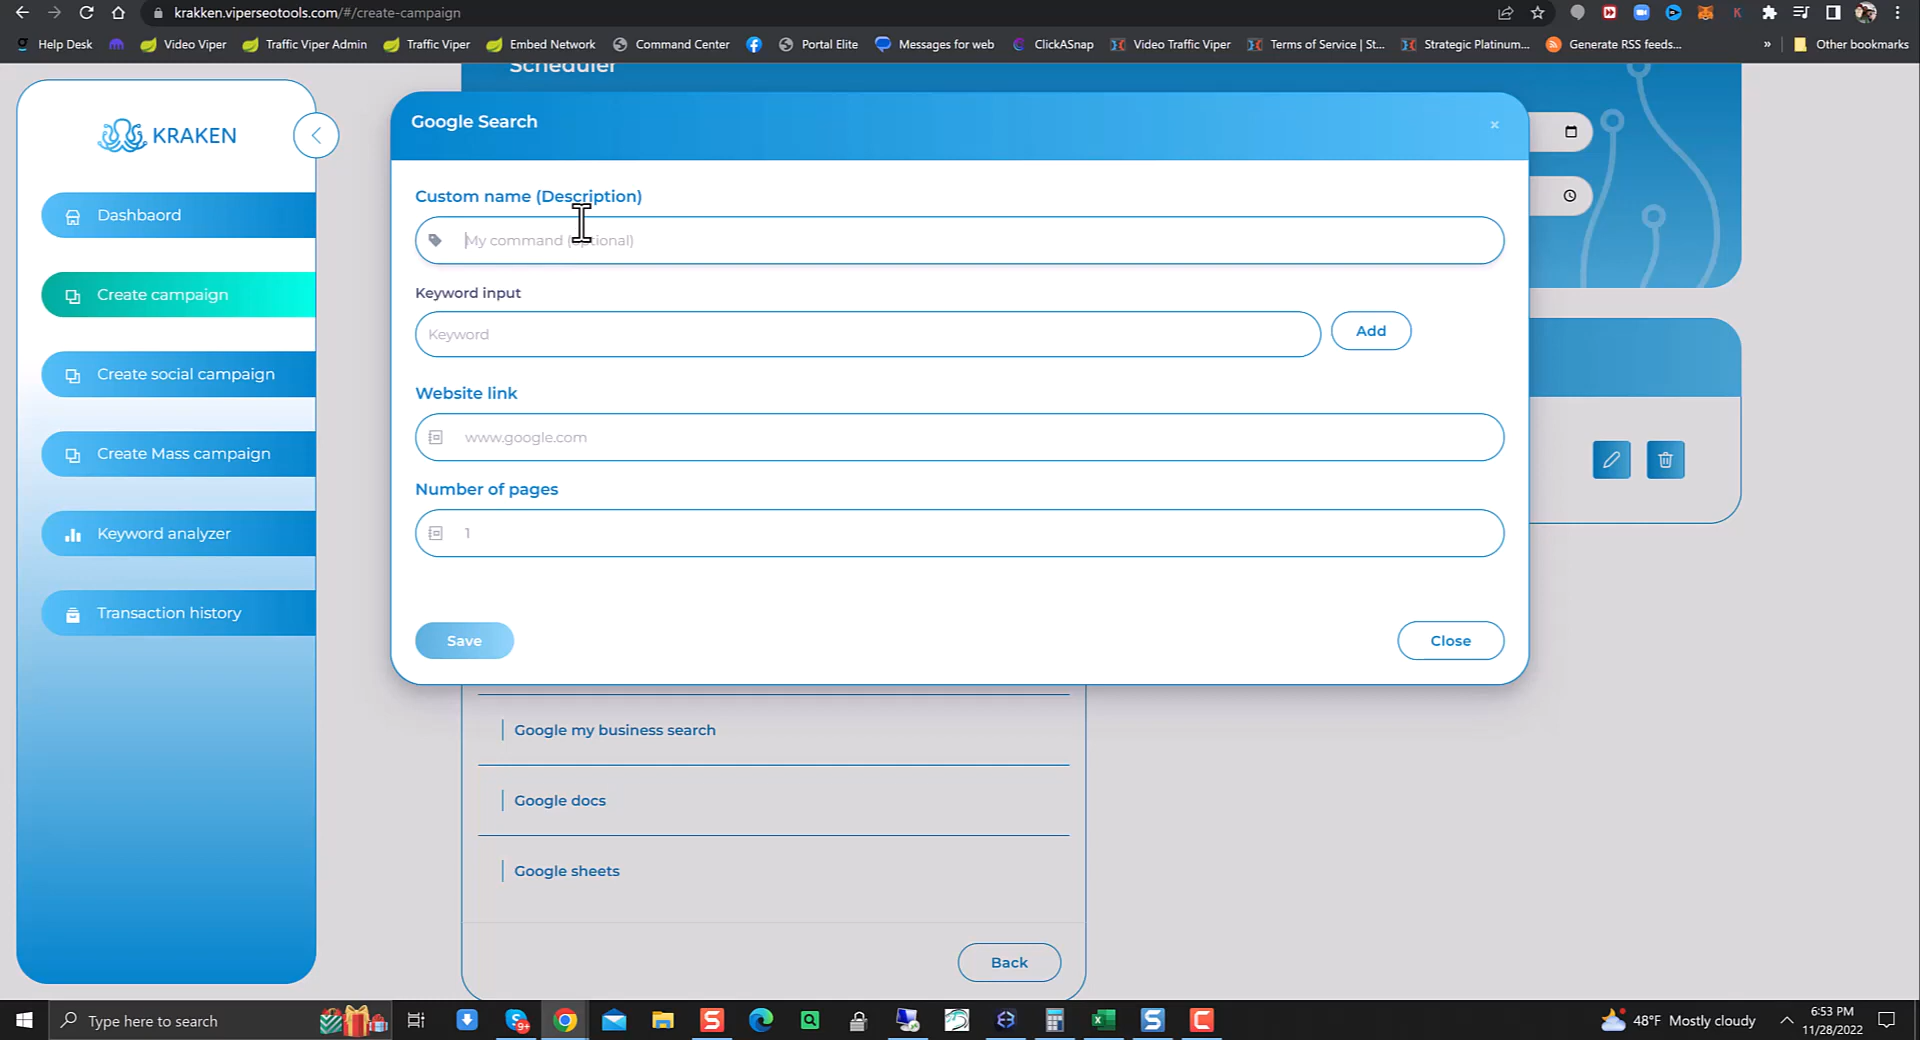 krakken.viperseotools.com/#/create-campaign
Help Desk
Video Viper
Traffic Viper Admin
Traffic Viper
Embed Network
Command Center
Portal Elite
Messages for web
ClickASnap
Video Traffic Viper
Terms of Service | St...
Strategic Platinum...
Generate RSS feeds...
»
Other bookmarks
KRAKEN
Dashbaord
Create campaign
Create social campaign
Create Mass campaign
Keyword analyzer
Transaction history
Scheduler
Google Search
×
Custom name (Description)
My command (optional)
Keyword input
Keyword
Add
Website link
www.google.com
Number of pages
1
Save
Close
Google my business search
Google docs
Google sheets
Back
Type here to search
9+
48°F Mostly cloudy
6:53 PM
11/28/2022